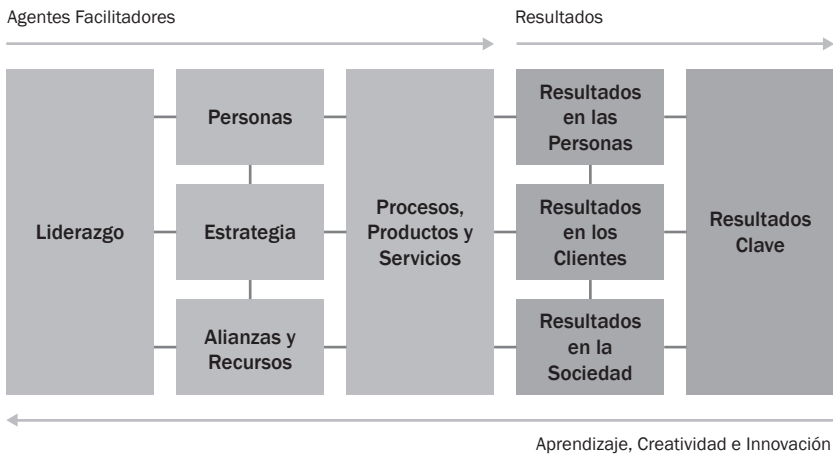 Agentes Facilitadores
Resultados
Liderazgo
Personas
Estrategia
Alianzas y
Recursos
Procesos,
Productos y
Servicios
Resultados
en las
Personas
Resultados
en los
Clientes
Resultados
en la
Sociedad
Resultados
Clave
Aprendizaje, Creatividad e Innovación